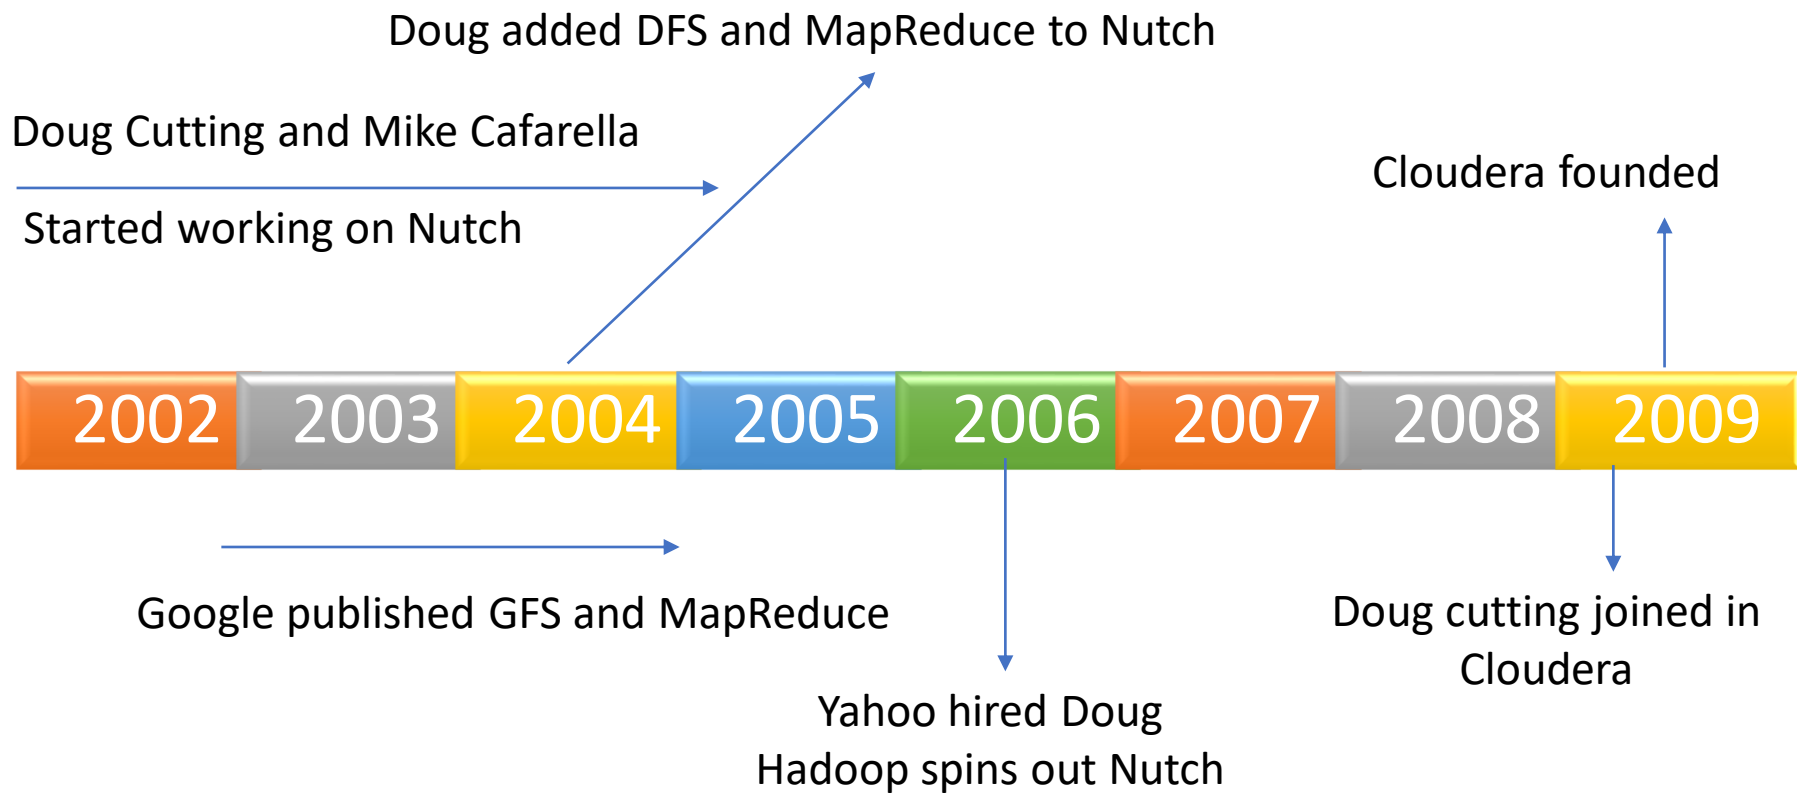 Doug added DFS and MapReduce to Nutch
Doug Cutting and Mike Cafarella
Started working on Nutch
Cloudera founded
2002 2003 2004 2005 2006 2007 2008 2009
Google published GFS and MapReduce
Yahoo hired Doug
Hadoop spins out Nutch
Doug cutting joined in
Cloudera